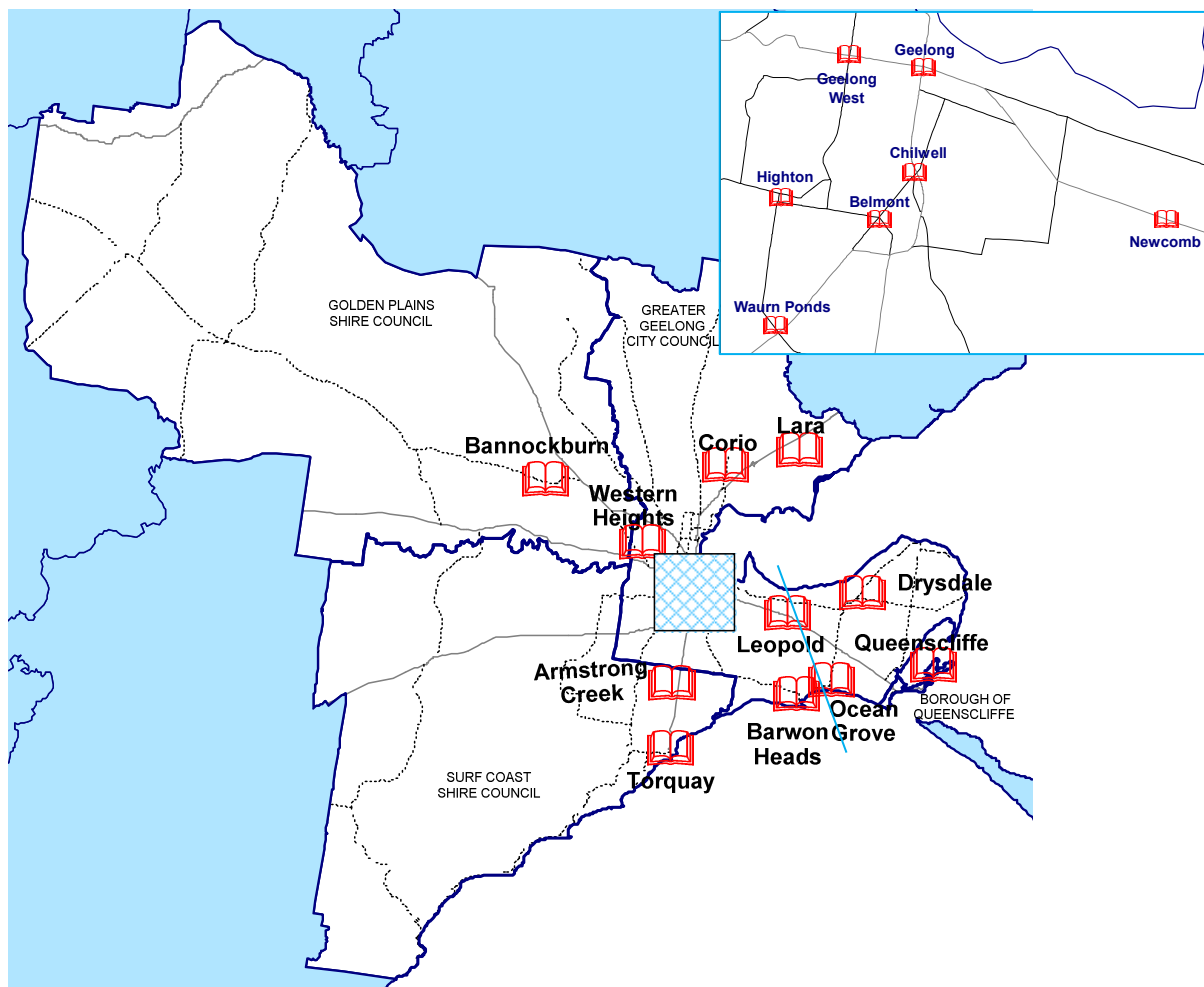 Geelong
Geelong
West
Chilwell
Highton
Belmont
Newcomb
Waurn Ponds
GOLDEN PLAINS
SHIRE COUNCIL
GREATER
GEELONG
CITY COUNCIL
Lara
Corio
Bannockburn
Western
Heights
Drysdale
Leopold
Queenscliffe
Armstrong
Creek
BOROUGH OF
QUEENSCLIFFE
Ocean
Grove
Barwon
Heads
Torquay
SURF COAST
SHIRE COUNCIL